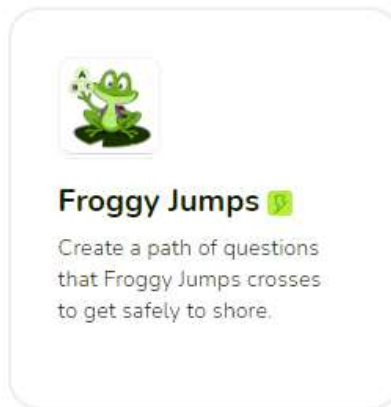 A
B C
Froggy Jumps
Create a path of questions
that Froggy Jumps crosses
to get safely to shore.